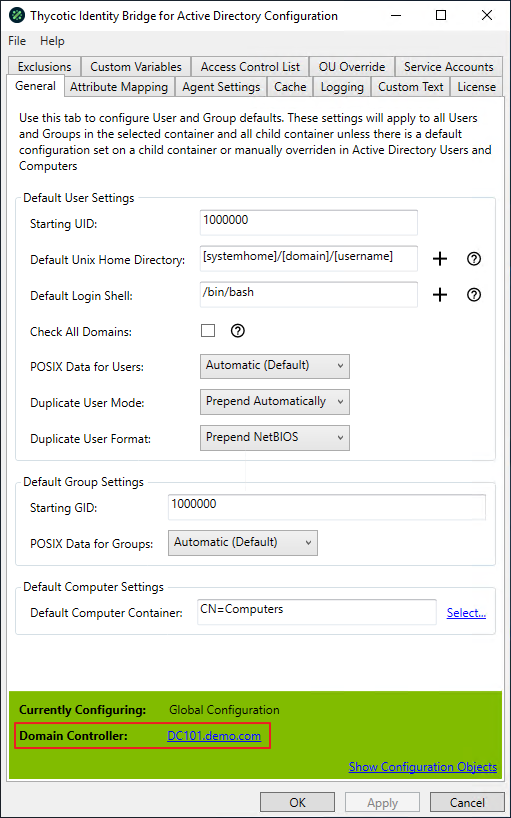 Thycotic Identity Bridge for Active Directory Configuration
File Help
Exclusions Custom Variables Access Control List OU Override Service Accounts
General Attribute Mapping Agent Settings Cache Logging Custom Text License
Use this tab to configure User and Group defaults. These settings will apply to all Users
and Groups in the selected container and all child container unless there is a default
configuration set on a child container or manually overriden in Active Directory Users and
Computers
Default User Settings
Starting UID: 1000000
Default Unix Home Directory: [systemhome]/[domain]/[username]
Default Login Shell: /bin/bash
Check All Domains:
POSIX Data for Users: Automatic (Default)
Duplicate User Mode: Prepend Automatically
Duplicate User Format: Prepend NetBIOS
Default Group Settings
Starting GID: 1000000
POSIX Data for Groups: Automatic (Default)
Default Computer Settings
Default Computer Container: CN=Computers Select...
Currently Configuring: Global Configuration
Domain Controller: DC101.demo.com
Show Configuration Objects
OK Apply Cancel